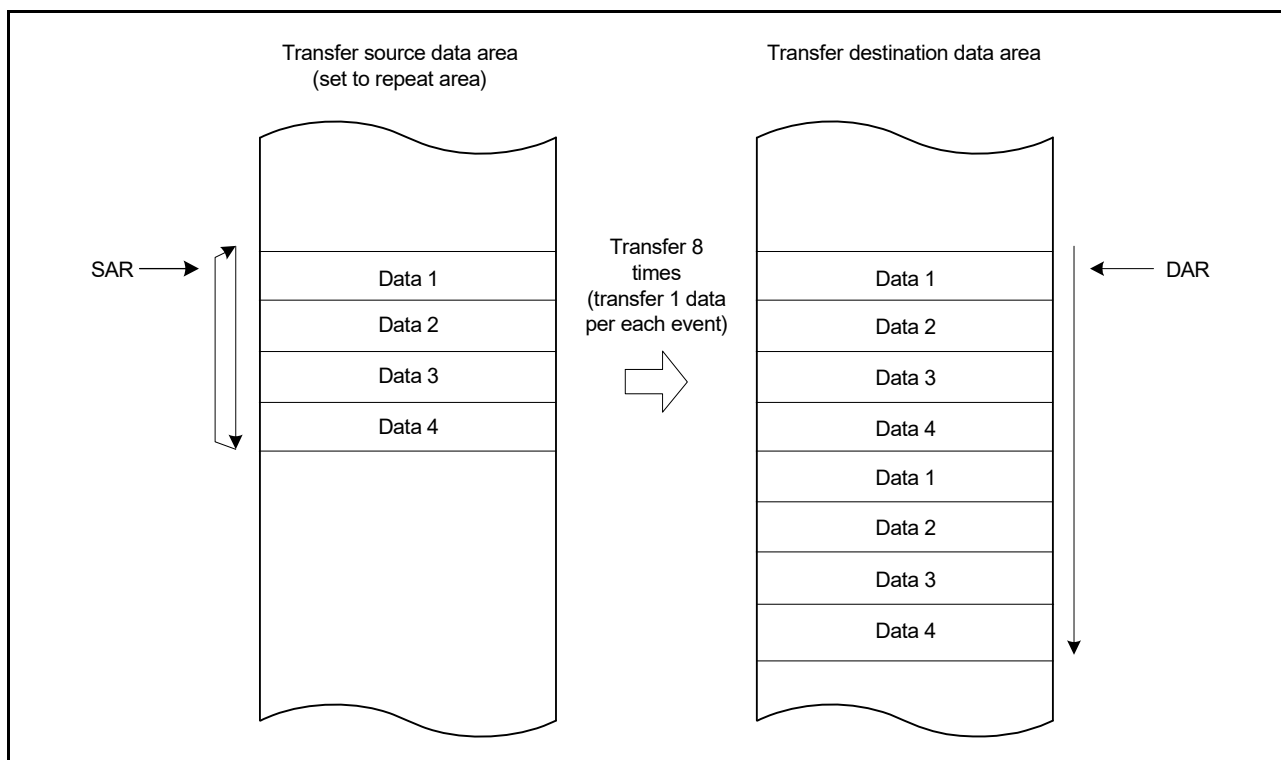 Transfer source data area
(set to repeat area)
Transfer destination data area
SAR
Data 1
Data 2
Data 3
Data 4
Transfer 8
times
(transfer 1 data
per each event)
Data 1
Data 2
Data 3
Data 4
Data 1
Data 2
Data 3
Data 4
DAR